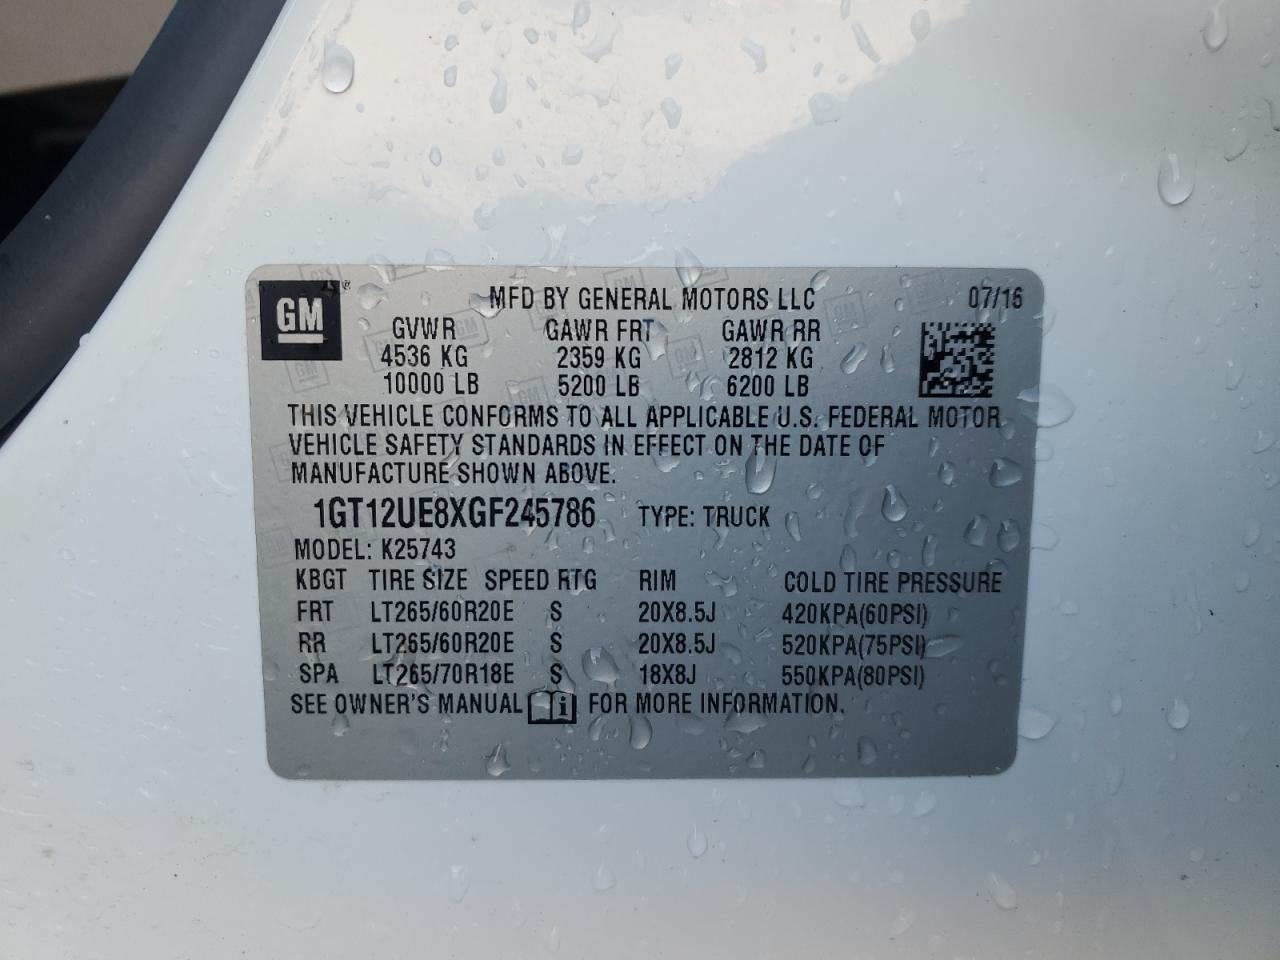 GM ® MFD BY GENERAL MOTORS LLC 07/16
GVWR GAWR FRT GAWR RR
4536 KG 2359 KG 2812 KG
10000 LB 5200 LB 6200 LB
THIS VEHICLE CONFORMS TO ALL APPLICABLE U.S. FEDERAL MOTOR
VEHICLE SAFETY STANDARDS IN EFFECT ON THE DATE OF
MANUFACTURE SHOWN ABOVE.
1GT12UE8XGF245786 TYPE: TRUCK
MODEL: K25743
KBGT TIRE SIZE SPEED RTG RIM COLD TIRE PRESSURE
FRT LT265/60R20E S 20X8.5J 420KPA(60PSI)
RR LT265/60R20E S 20X8.5J 520KPA(75PSI)
SPA LT265/70R18E S 18X8J 550KPA(80PSI)
SEE OWNER'S MANUAL i FOR MORE INFORMATION.